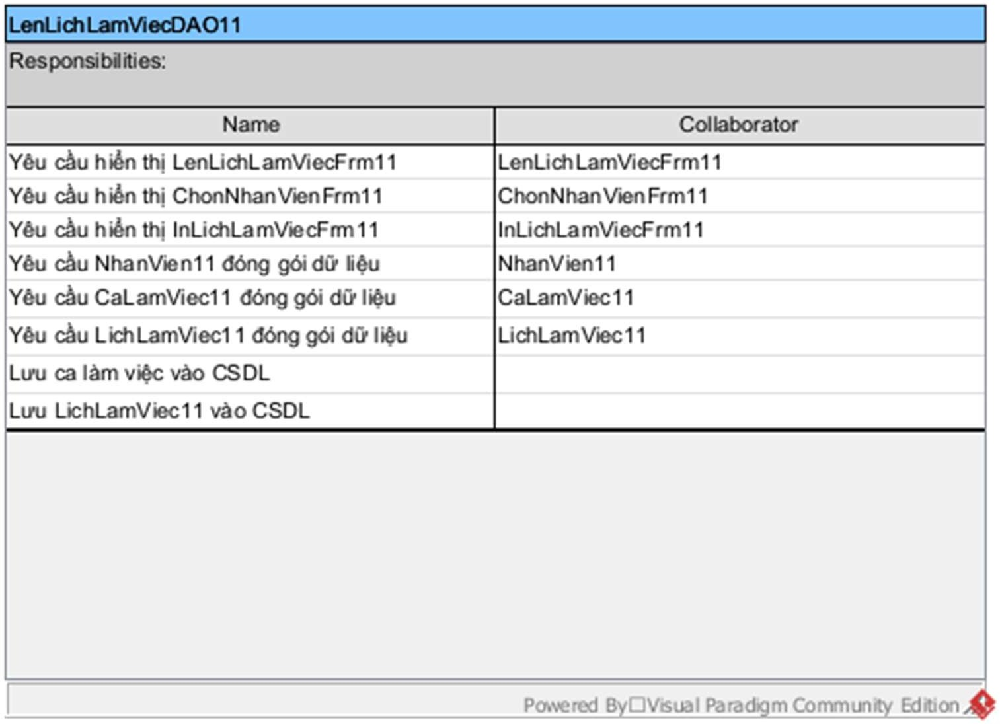 LenLichLamViecDAO11
Responsibilities:
Name Collaborator
Yêu cầu hiển thị LenLichLamViecFrm11 LenLichLamViecFrm11
Yêu cầu hiển thị ChonNhanVienFrm11 ChonNhanVienFrm11
Yêu cầu hiển thị InLichLamViecFrm11 InLichLamViecFrm11
Yêu cầu NhanVien11 đóng gói dữ liệu NhanVien11
Yêu cầu CaLamViec11 đóng gói dữ liệu CaLamViec11
Yêu cầu LichLamViec11 đóng gói dữ liệu LichLamViec11
Lưu ca làm việc vào CSDL
Lưu LichLamViec11 vào CSDL
Powered By□Visual Paradigm Community Edition